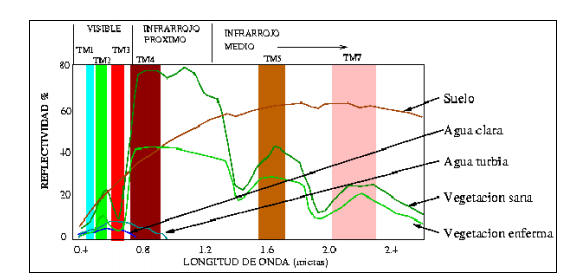 VISIBLE
INFRARROJO
PROXIMO
INFRARROJO
MEDIO
TM1
TM2
TM3
TM4
TM5
TM7
REFLECTIVIDAD %
80
60
40
20
0
0.4
0.8
1.2
1.6
2.0
2.4
LONGITUD DE ONDA (micras)
Suelo
Agua clara
Agua turbia
Vegetacion sana
Vegetacion enferma